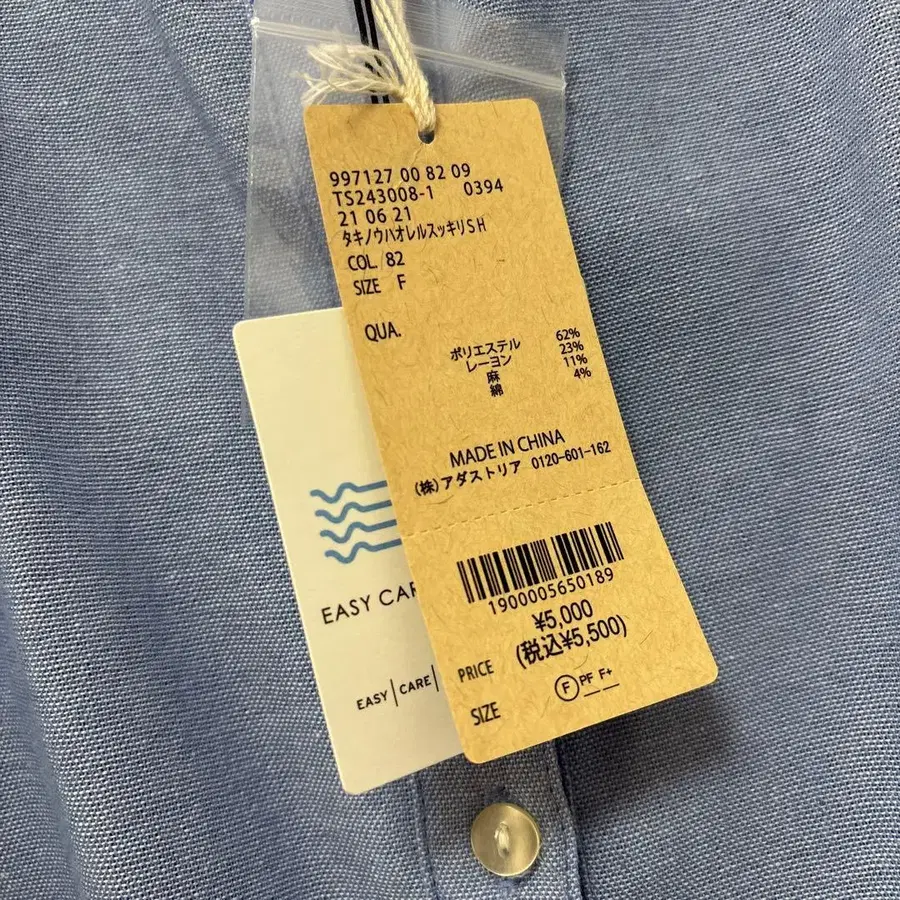 997127 00 82 09
TS243008-1 0394
21 06 21
タキノウハオレルスッキリSH
COL. 82
SIZE F
QUA.
ポリエステル 62%
レーヨン 23%
麻 11%
綿 4%
MADE IN CHINA
(株)アダストリア 0120-601-162
1900005650189
¥5,000
(税込¥5,500)
PRICE
SIZE F PF F+
EASY CAR
EASY | CARE |